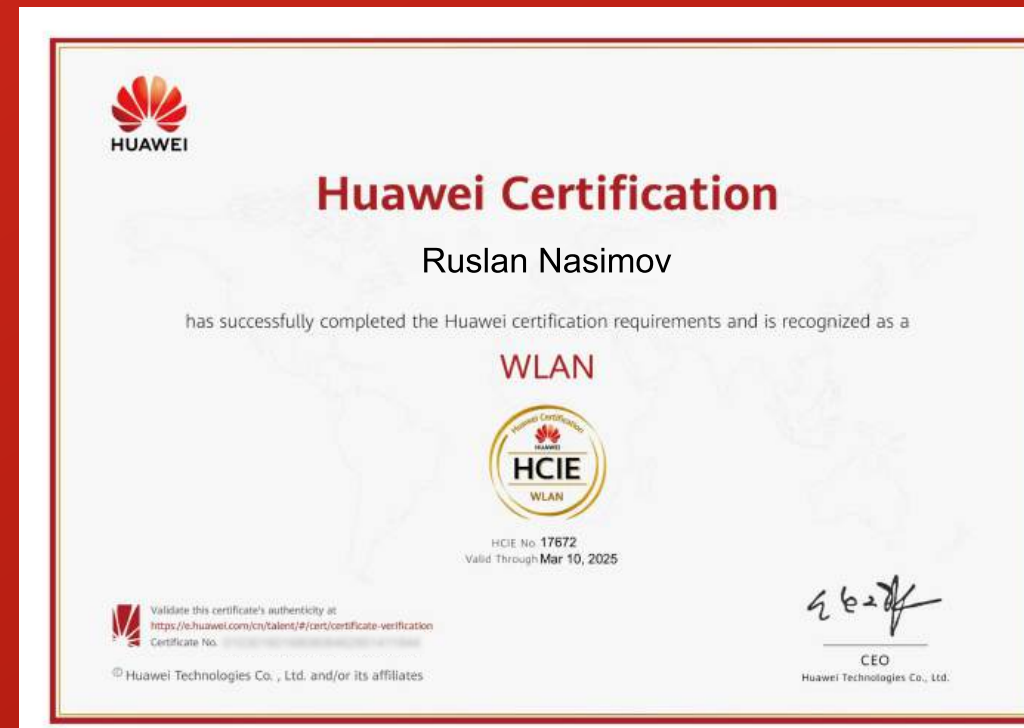 HUAWEI
Huawei Certification
Ruslan Nasimov
has successfully completed the Huawei certification requirements and is recognized as a
WLAN
Huawei Certification
HUAWEI
HCIE
WLAN
HCIE No 17672
Valid Through Mar 10, 2025
Validate this certificate's authenticity at
https://e.huawei.com/cn/talent/#/cert/certificate-verification
Certificate No.
© Huawei Technologies Co. , Ltd. and/or its affiliates
CEO
Huawei Technologies Co., Ltd.